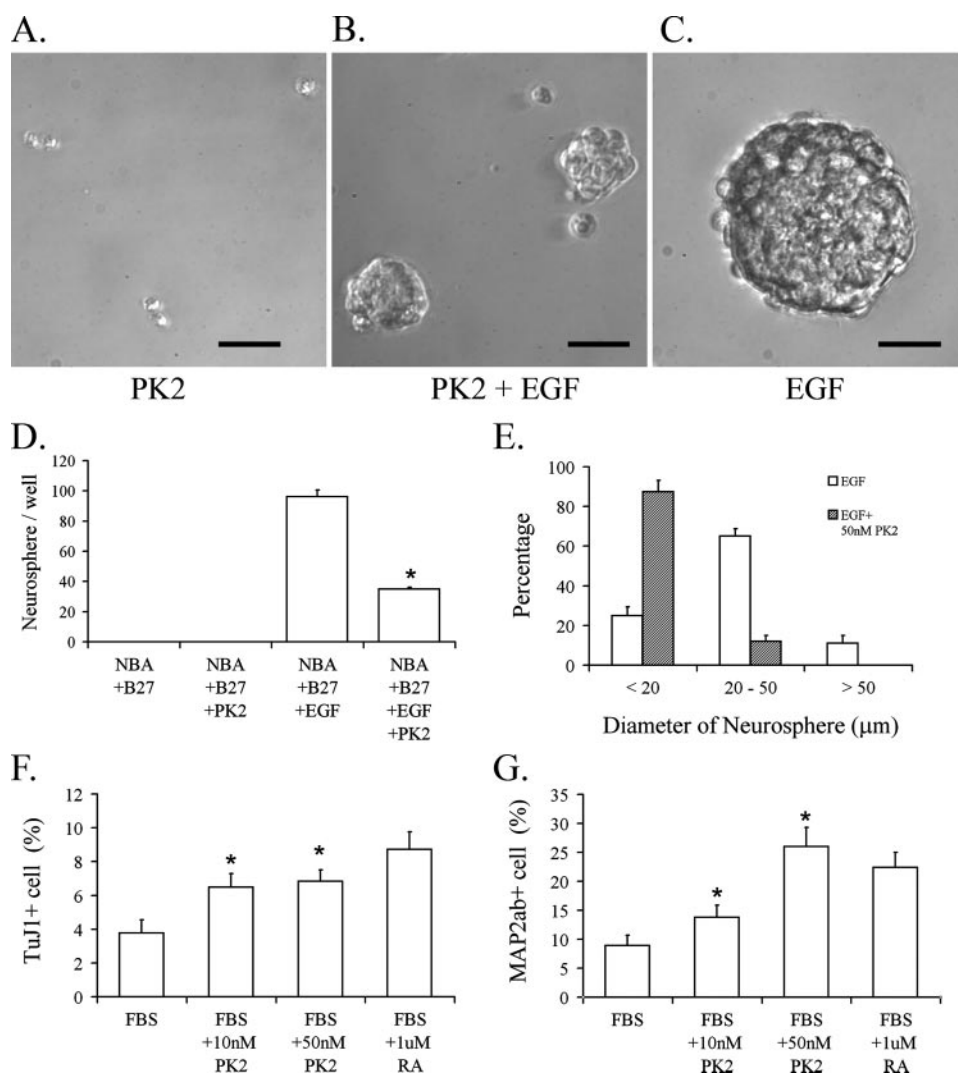 A.
B.
C.
PK2
PK2 + EGF
EGF
D.
Neurosphere / well
120
100
80
60
40
20
0
*
NBA
+B27
NBA
+B27
+PK2
NBA
+B27
+EGF
NBA
+B27
+EGF
+PK2
E.
Percentage
100
80
60
40
20
0
EGF
EGF+
50nM PK2
< 20
20 - 50
> 50
Diameter of Neurosphere (μm)
F.
TuJ1+ cell (%)
12
10
8
6
4
2
0
*
*
FBS
FBS
+10nM
PK2
FBS
+50nM
PK2
FBS
+1uM
RA
G.
MAP2ab+ cell (%)
35
30
25
20
15
10
5
0
*
*
FBS
FBS
+10nM
PK2
FBS
+50nM
PK2
FBS
+1uM
RA